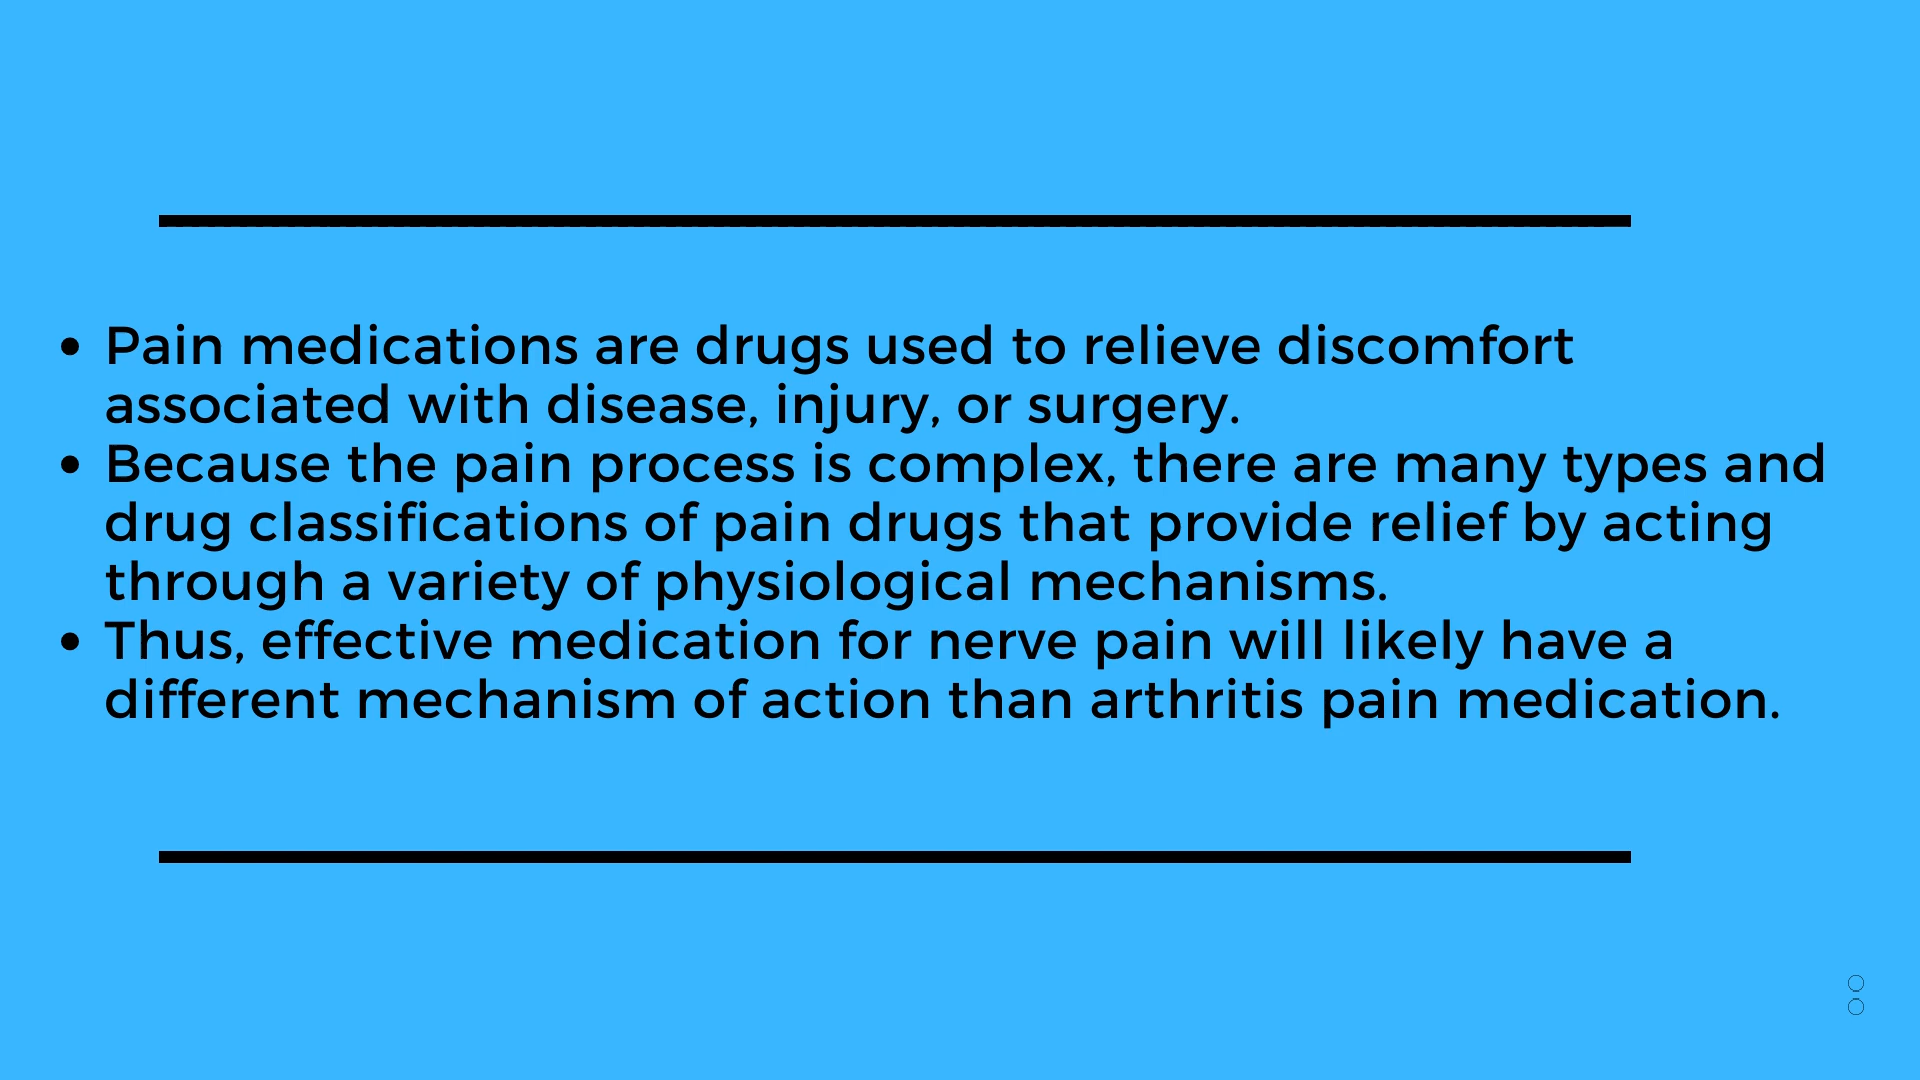 • Pain medications are drugs used to relieve discomfort
associated with disease, injury, or surgery.
• Because the pain process is complex, there are many types and
drug classifications of pain drugs that provide relief by acting
through a variety of physiological mechanisms.
• Thus, effective medication for nerve pain will likely have a
different mechanism of action than arthritis pain medication.